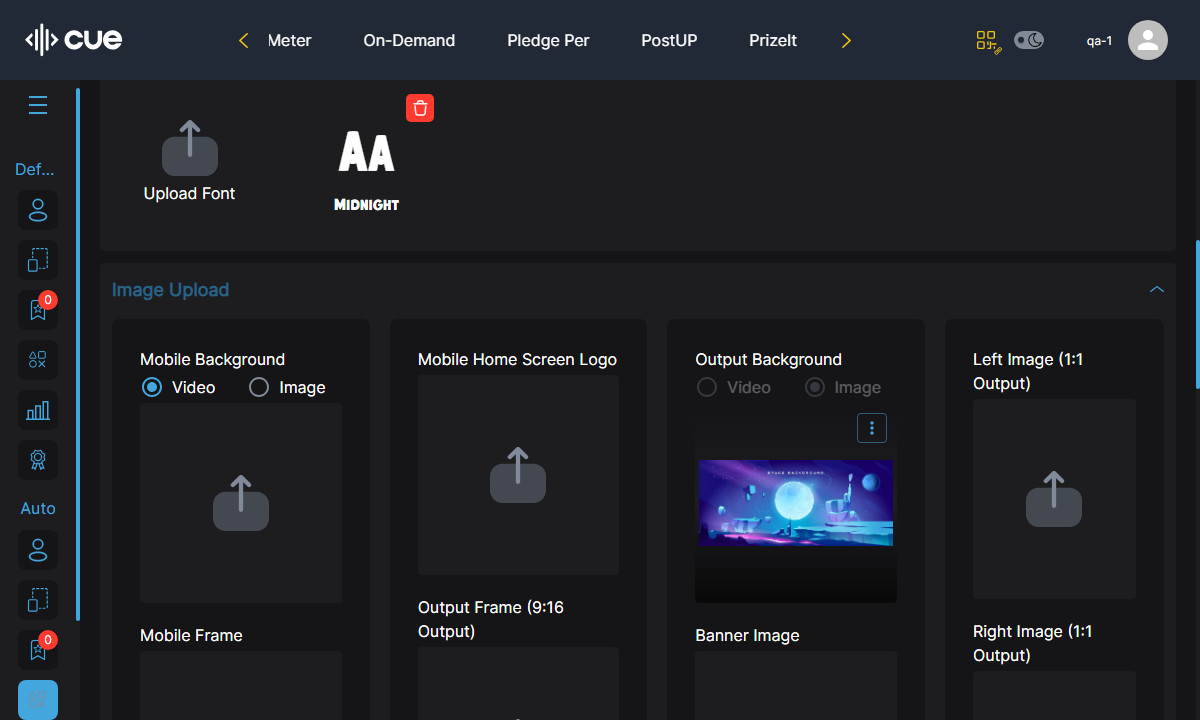 cue
Meter
On-Demand
Pledge Per
PostUP
PrizeIt
qa-1
Def...
0
Auto
0
Upload Font
AA
MIDNIGHT
Image Upload
Mobile Background
Video
Image
Mobile Frame
Mobile Home Screen Logo
Output Frame (9:16
Output)
Output Background
Video
Image
Banner Image
Left Image (1:1
Output)
Right Image (1:1
Output)